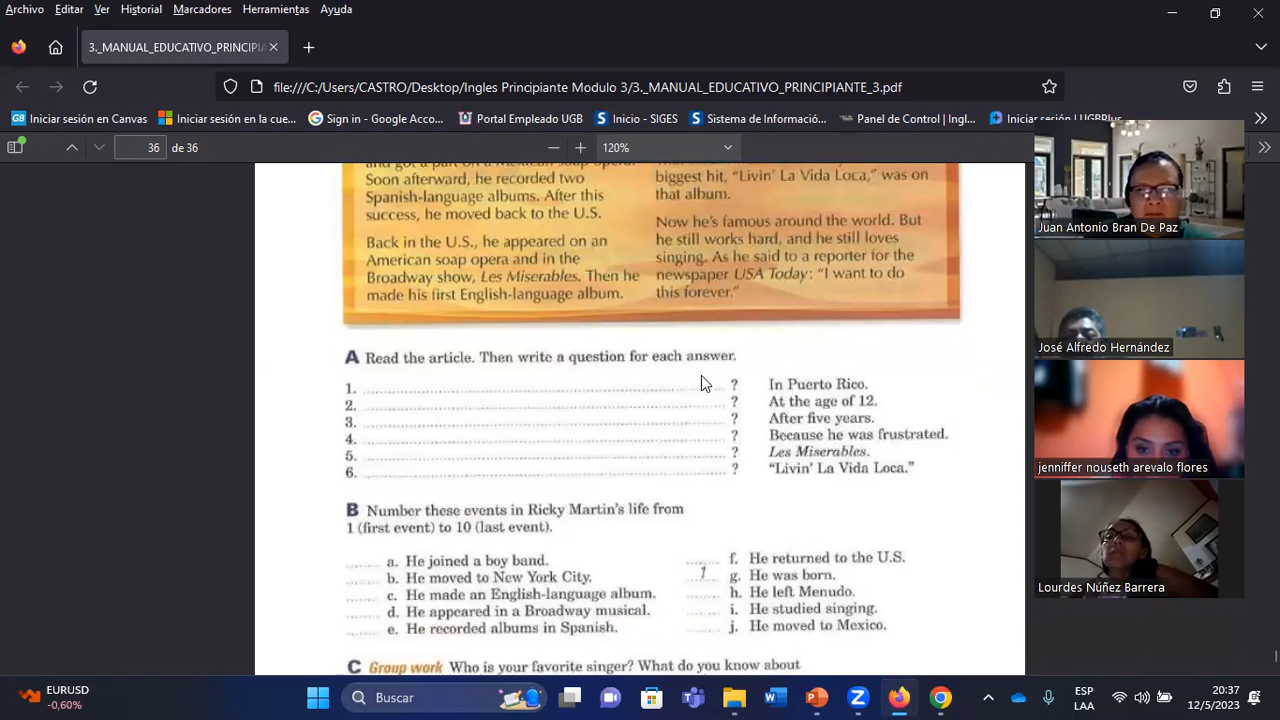 Archivo Editar Ver Historial Marcadores Herramientas Ayuda
3._MANUAL_EDUCATIVO_PRINCIPIA
file:///C:/Users/CASTRO/Desktop/Ingles Principiante Modulo 3/3._MANUAL_EDUCATIVO_PRINCIPIANTE_3.pdf
GB Iniciar sesión en Canvas
Iniciar sesión en la cue...
Sign in - Google Acco...
Portal Empleado UGB
Inicio - SIGES
Sistema de Informació...
Panel de Control | Ingl...
Iniciar sesión | UGBPlus
36 de 36
120%
Soon afterward, he recorded two
Spanish-language albums. After this
success, he moved back to the U.S.
Back in the U.S., he appeared on an
American soap opera and in the
Broadway show, Les Miserables. Then he
made his first English-language album.
biggest hit, “Livin’ La Vida Loca,” was on
that album.
Now he’s famous around the world. But
he still works hard, and he still loves
singing. As he said to a reporter for the
newspaper USA Today: “I want to do
this forever.”
A Read the article. Then write a question for each answer.
1. ? In Puerto Rico.
2. ? At the age of 12.
3. ? After five years.
4. ? Because he was frustrated.
5. ? Les Miserables.
6. ? “Livin’ La Vida Loca.”
B Number these events in Ricky Martin’s life from
1 (first event) to 10 (last event).
a. He joined a boy band.
b. He moved to New York City.
c. He made an English-language album.
d. He appeared in a Broadway musical.
e. He recorded albums in Spanish.
f. He returned to the U.S.
1 g. He was born.
h. He left Menudo.
i. He studied singing.
j. He moved to Mexico.
C Group work Who is your favorite singer? What do you know about
Juan Antonio Bran De Paz
José Alfredo Hernández
jenniffer nouseth arevalo flores
Lourdes Núñez Barrera
EURUSD
-0,60%
Buscar
ESP
LAA
20:37
12/5/2023